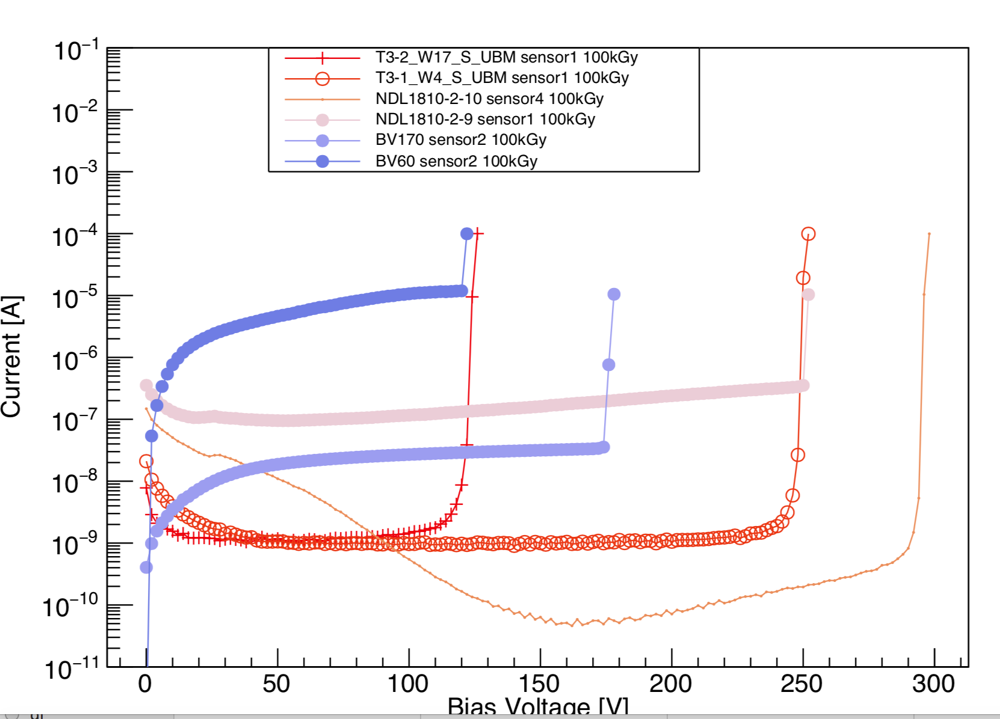 10−1
10−2
10−3
10−4
10−5
10−6
10−7
10−8
10−9
10−10
10−11
Current [A]
T3-2_W17_S_UBM sensor1 100kGy
T3-1_W4_S_UBM sensor1 100kGy
NDL1810-2-10 sensor4 100kGy
NDL1810-2-9 sensor1 100kGy
BV170 sensor2 100kGy
BV60 sensor2 100kGy
0 50 100 150 200 250 300
Bias Voltage [V]